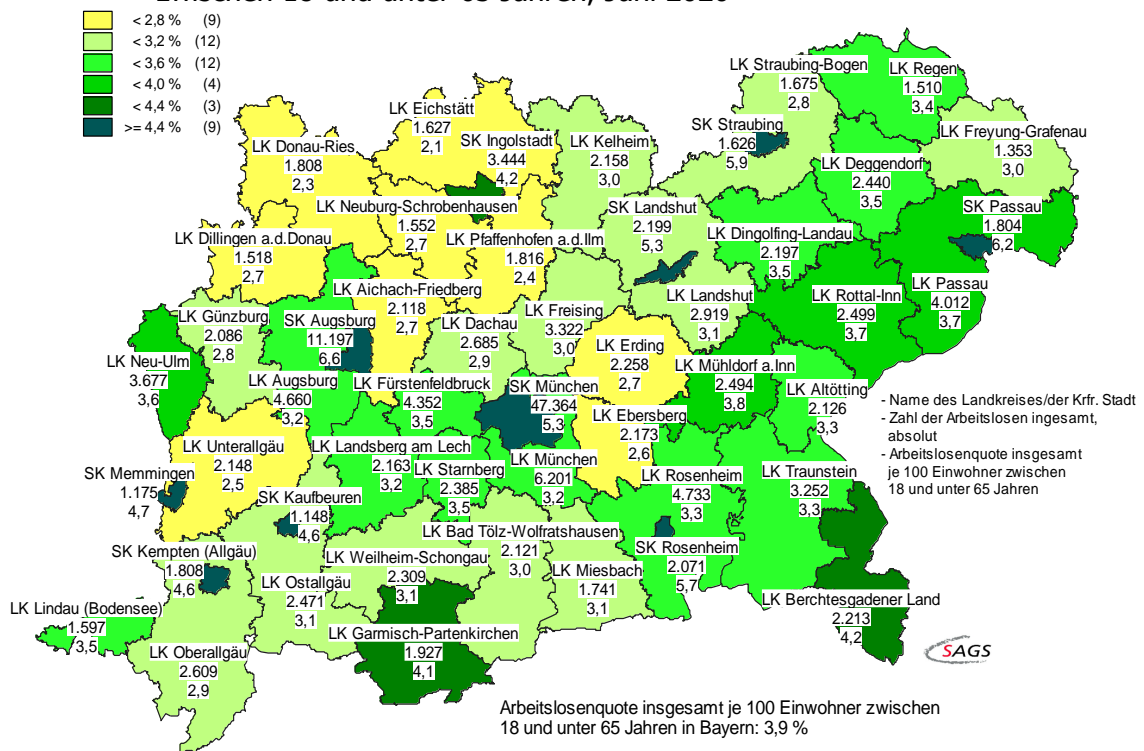 zwischen 18 und unter 65 Jahren, Jahr 2020
< 2,8 % (9)
< 3,2 % (12)
< 3,6 % (12)
< 4,0 % (4)
< 4,4 % (3)
>= 4,4 % (9)
LK Straubing-Bogen
1.675
2,8
LK Regen
1.510
3,4
LK Eichstätt
1.627
2,1
SK Straubing
1.626
5,9
LK Freyung-Grafenau
1.353
3,0
SK Ingolstadt
3.444
4,2
LK Kelheim
2.158
3,0
LK Donau-Ries
1.808
2,3
LK Deggendorf
2.440
3,5
LK Neuburg-Schrobenhausen
1.552
2,7
SK Landshut
2.199
5,3
SK Passau
1.804
6,2
LK Dillingen a.d.Donau
1.518
2,7
LK Pfaffenhofen a.d.Ilm
1.816
2,4
LK Dingolfing-Landau
2.197
3,5
LK Aichach-Friedberg
2.118
2,7
LK Landshut
2.919
3,1
LK Rottal-Inn
2.499
3,7
LK Passau
4.012
3,7
LK Günzburg
2.086
2,8
SK Augsburg
11.197
6,6
LK Dachau
2.685
2,9
LK Freising
3.322
3,0
LK Erding
2.258
2,7
LK Neu-Ulm
3.677
3,6
LK Mühldorf a.Inn
2.494
3,8
LK Augsburg
4.660
3,2
LK Fürstenfeldbruck
4.352
3,5
SK München
47.364
5,3
LK Altötting
2.126
3,3
- Name des Landkreises/der Krfr. Stadt
- Zahl der Arbeitslosen ingesamt,
absolut
- Arbeitslosenquote insgesamt
je 100 Einwohner zwischen
18 und unter 65 Jahren
LK Ebersberg
2.173
2,6
LK Unterallgäu
2.148
2,5
LK Landsberg am Lech
2.163
3,2
LK Starnberg
2.385
3,5
LK München
6.201
3,2
LK Rosenheim
4.733
3,3
LK Traunstein
3.252
3,3
SK Memmingen
1.175
4,7
SK Kaufbeuren
1.148
4,6
LK Bad Tölz-Wolfratshausen
2.121
3,0
SK Kempten (Allgäu)
1.808
4,6
LK Weilheim-Schongau
2.309
3,1
SK Rosenheim
2.071
5,7
LK Ostallgäu
2.471
3,1
LK Miesbach
1.741
3,1
LK Lindau (Bodensee)
1.597
3,5
LK Berchtesgadener Land
2.213
4,2
LK Garmisch-Partenkirchen
1.927
4,1
LK Oberallgäu
2.609
2,9
SAGS
Arbeitslosenquote insgesamt je 100 Einwohner zwischen
18 und unter 65 Jahren in Bayern: 3,9 %